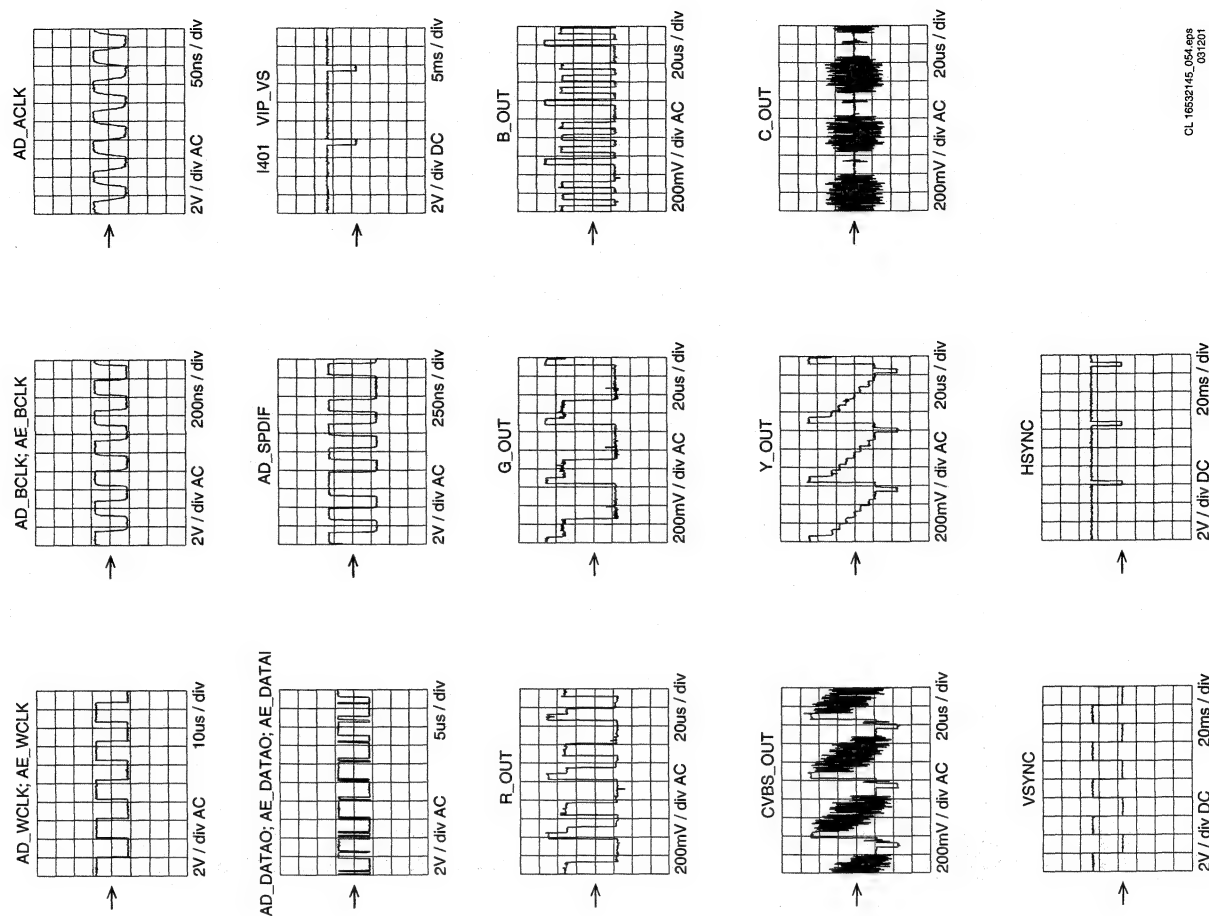 AD_WCLK; AE_WCLK
2V / div AC 10us / div
AD_BCLK; AE_BCLK
2V / div AC 200ns / div
AD_ACLK
2V / div AC 50ns / div
AD_DATAO; AE_DATAO; AE_DATAI
2V / div AC 5us / div
AD_SPDIF
2V / div AC 250ns / div
I401 VIP_VS
2V / div DC 5ms / div
R_OUT
200mV / div AC 20us / div
G_OUT
200mV / div AC 20us / div
B_OUT
200mV / div AC 20us / div
CVBS_OUT
200mV / div AC 20us / div
Y_OUT
200mV / div AC 20us / div
C_OUT
200mV / div AC 20us / div
VSYNC
2V / div DC 20ms / div
HSYNC
2V / div DC 20ms / div
CL 16532145_054.eps
031201